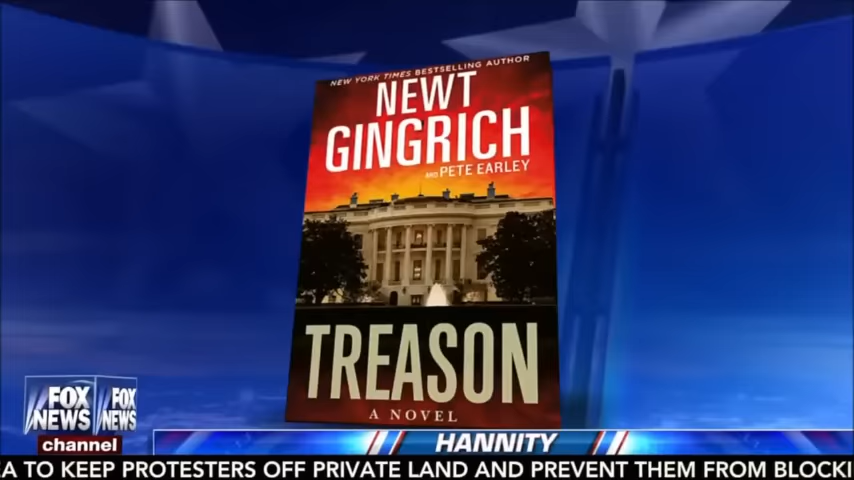 NEW YORK TIMES BESTSELLING AUTHOR
NEWT
GINGRICH
AND PETE EARLEY
TREASON
A NOVEL
FOX NEWS
channel
FOX NEWS
HANNITY
A TO KEEP PROTESTERS OFF PRIVATE LAND AND PREVENT THEM FROM BLOCKI